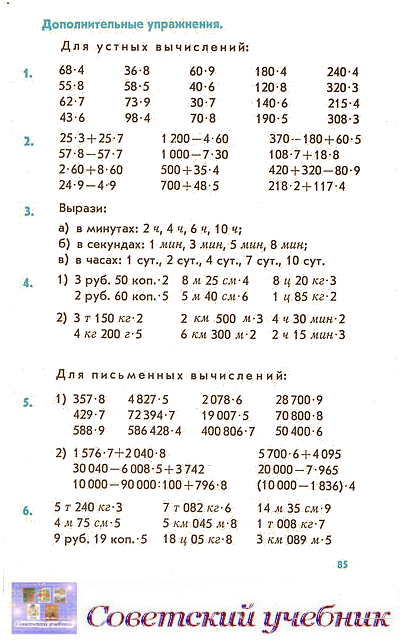 Дополнительные упражнения.
Для устных вычислений:
1. 68·4 36·8 60·9 180·4 240·4
55·8 58·5 40·6 120·8 320·3
62·7 73·9 30·7 140·6 215·4
43·6 98·4 70·8 190·5 308·3
2. 25·3+25·7 1 200—4·60 370—180+60·5
57·8—57·7 1 000—7·30 108·7+18·8
2·60+8·60 500+35·4 420+320—80·9
24·9—4·9 700+48·5 218·2+117·4
3. Вырази:
а) в минутах: 2 ч, 4 ч, 6 ч, 10 ч;
б) в секундах: 1 мин, 3 мин, 5 мин, 8 мин;
в) в часах: 1 сут., 2 сут., 4 сут., 7 сут., 10 сут.
4. 1) 3 руб. 50 коп.·2 8 м 25 см·4 8 ц 20 кг·3
2 руб. 60 коп.·5 5 м 40 см·6 1 ц 85 кг·2
2) 3 т 150 кг·2 2 км 500 м·3 4 ч 30 мин·2
4 кг 200 г·5 6 км 300 м·2 2 ч 15 мин·3
Для письменных вычислений:
5. 1) 357·8 4 827·5 2 078·6 28 700·9
429·7 72 394·7 19 007·5 70 800·8
588·9 586 428·4 400 806·7 50 400·6
2) 1 576·7+2 040·8 5 700·6+4 095
30 040—6 008·5+3 742 20 000—7·965
10 000—90 000:100+796·8 (10 000—1 836)·4
6. 5 т 240 кг·3 7 т 082 кг·6 14 м 35 см·9
4 м 75 см·5 5 км 045 м·8 1 т 008 кг·7
9 руб. 19 коп.·5 18 ц 05 кг·8 3 км 089 м·5
85
Советский учебник